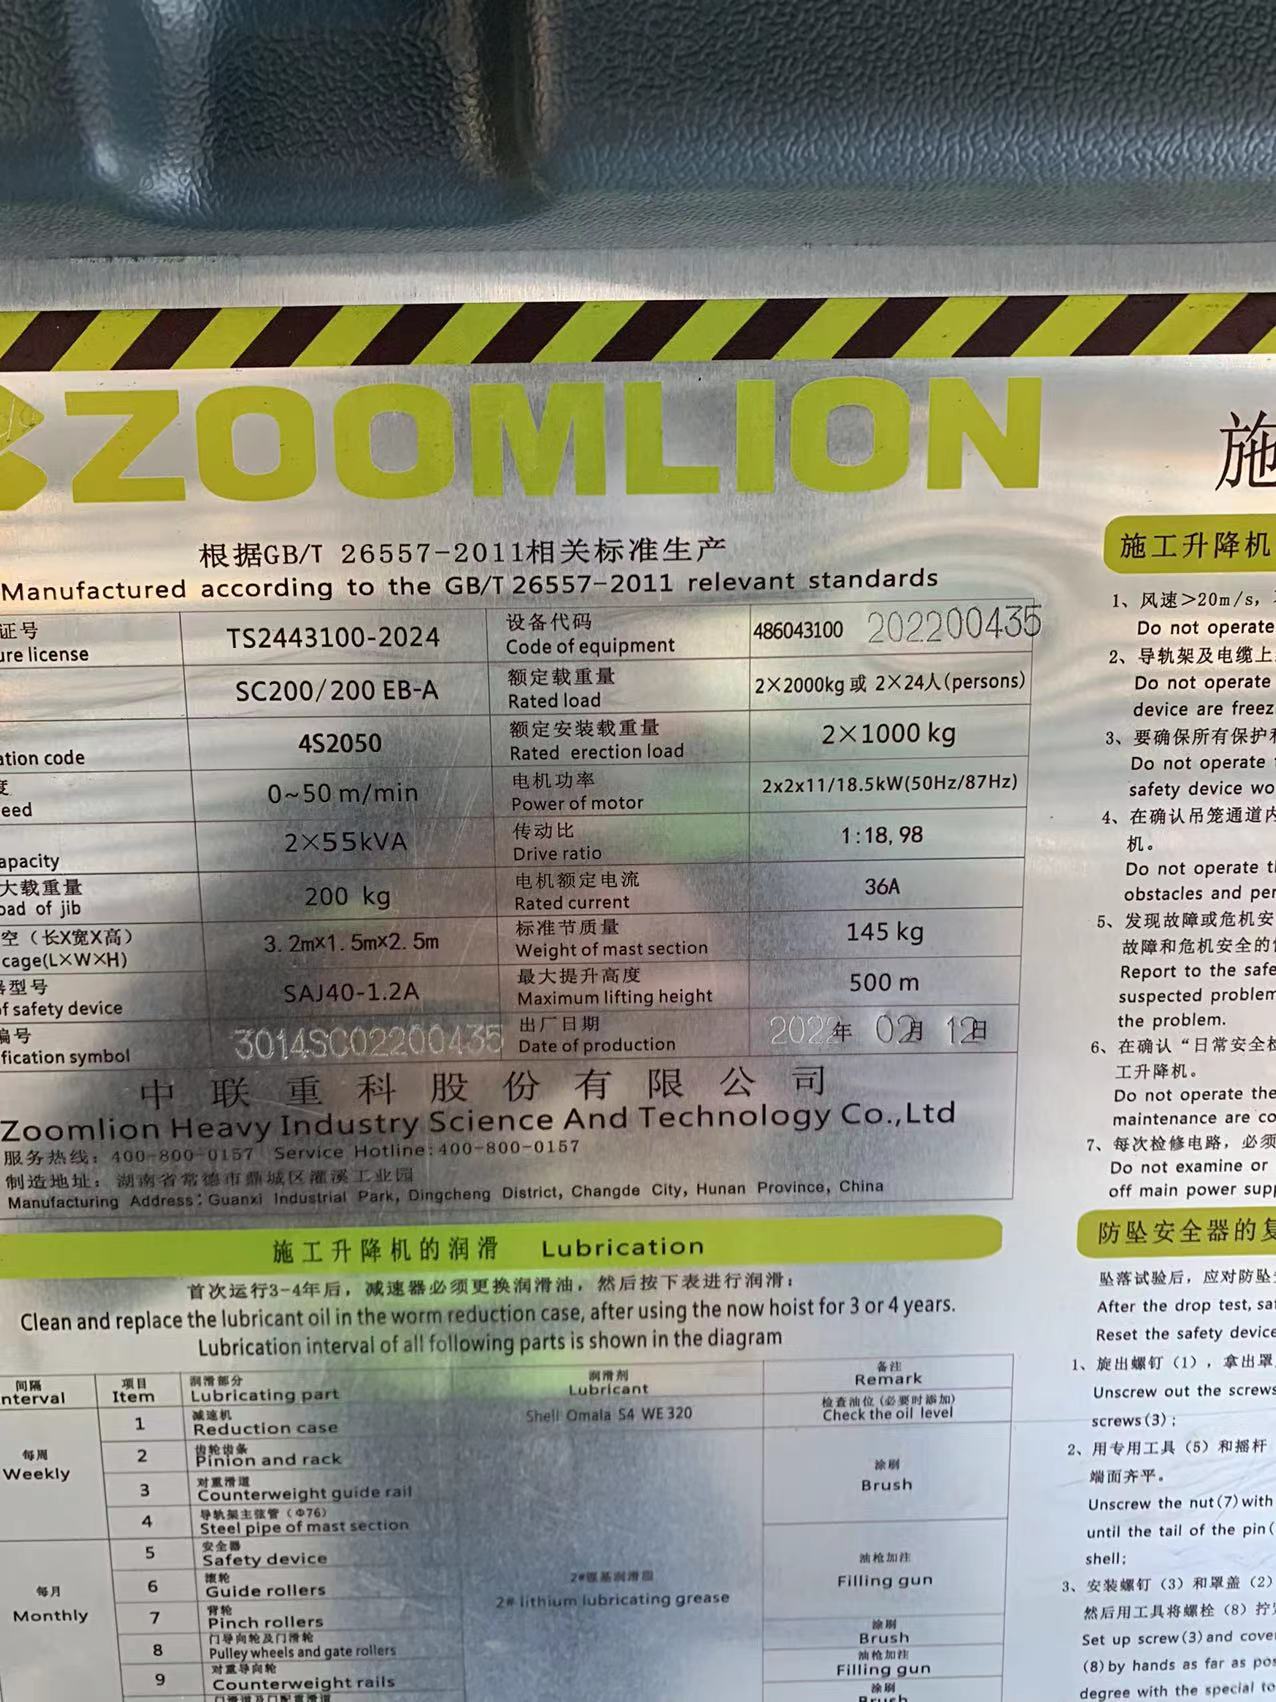 ZOOMLION
根据GB/T 26557-2011相关标准生产
Manufactured according to the GB/T 26557-2011 relevant standards
证号
ure license
TS2443100-2024
设备代码
Code of equipment
486043100 202200435
SC200/200 EB-A
额定载重量
Rated load
2×2000kg 或 2×24人(persons)
ation code
4S2050
额定安装载重量
Rated erection load
2×1000 kg
度
eed
0~50 m/min
电机功率
Power of motor
2x2x11/18.5kW(50Hz/87Hz)
apacity
2×55kVA
传动比
Drive ratio
1:18,98
大载重量
oad of jib
200 kg
电机额定电流
Rated current
36A
空（长X宽X高）
cage(L×W×H)
3.2m×1.5m×2.5m
标准节质量
Weight of mast section
145 kg
器型号
f safety device
SAJ40-1.2A
最大提升高度
Maximum lifting height
500 m
编号
fication symbol
3014SC02200435
出厂日期
Date of production
2022年 02月 12日
中联重科股份有限公司
Zoomlion Heavy Industry Science And Technology Co.,Ltd
服务热线：400-800-0157 Service Hotline:400-800-0157
制造地址：湖南省常德市鼎城区灌溪工业园
Manufacturing Address: Guanxi Industrial Park, Dingcheng District, Changde City, Hunan Province, China
施工升降机的润滑 Lubrication
首次运行3-4年后，减速器必须更换润滑油，然后按下表进行润滑：
Clean and replace the lubricant oil in the worm reduction case, after using the now hoist for 3 or 4 years.
Lubrication interval of all following parts is shown in the diagram
间隔
nterval
项目
Item
润滑部分
Lubricating part
润滑剂
Lubricant
备注
Remark
每周
Weekly
1
减速机
Reduction case
Shell Omala S4 WE 320
检查油位（必要时添加）
Check the oil level
2
齿轮齿条
Pinion and rack
3
对重滑道
Counterweight guide rail
涂刷
Brush
4
导轨架主弦管（Φ76）
Steel pipe of mast section
每月
Monthly
5
安全器
Safety device
6
滚轮
Guide rollers
2#锂基润滑脂
2# lithium lubricating grease
油枪加注
Filling gun
7
背轮
Pinch rollers
涂刷
Brush
8
门导向轮及门滑轮
Pulley wheels and gate rollers
油枪加注
Filling gun
9
对重导向轮
Counterweight rails
涂刷
Brush
施
施工升降机
1、风速>20m/s，
Do not operate
2、导轨架及电缆上
Do not operate
device are freez
3、要确保所有保护和
Do not operate
safety device wo
4、在确认吊笼通道内
机。
Do not operate th
obstacles and per
5、发现故障或危机安
故障和危机安全的
Report to the safe
suspected problem
the problem.
6、在确认“日常安全检
工升降机。
Do not operate the
maintenance are co
7、每次检修电路，必须
Do not examine or
off main power supp
防坠安全器的复
坠落试验后，应对防坠
After the drop test, saf
Reset the safety device
1、旋出螺钉（1），拿出罩
Unscrew out the screws
screws(3);
2、用专用工具（5）和摇杆
端面齐平。
Unscrew the nut(7)with
until the tail of the pin(
shell;
3、安装螺钉（3）和罩盖（2）
然后用工具将螺栓（8）拧
Set up screw(3)and cove
(8)by hands as far as pos
degree with the special to